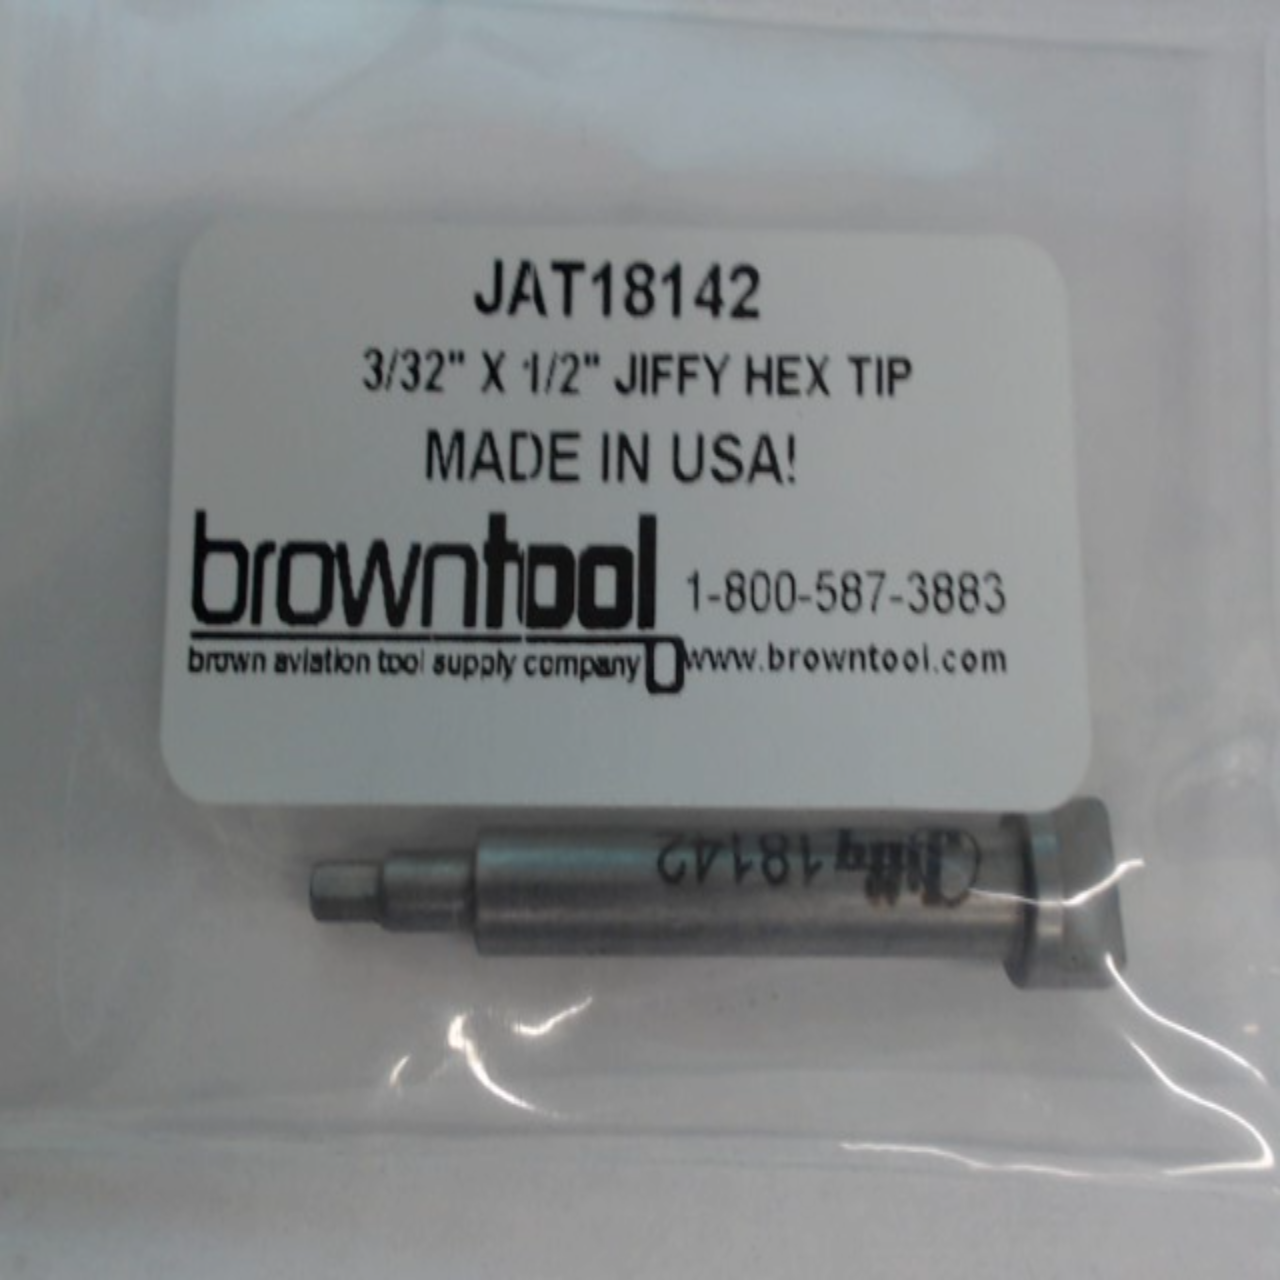 JAT18142
3/32" X 1/2" JIFFY HEX TIP
MADE IN USA!
browntool 1-800-587-3883
brown aviation tool supply company www.browntool.com
Jiffy 18142